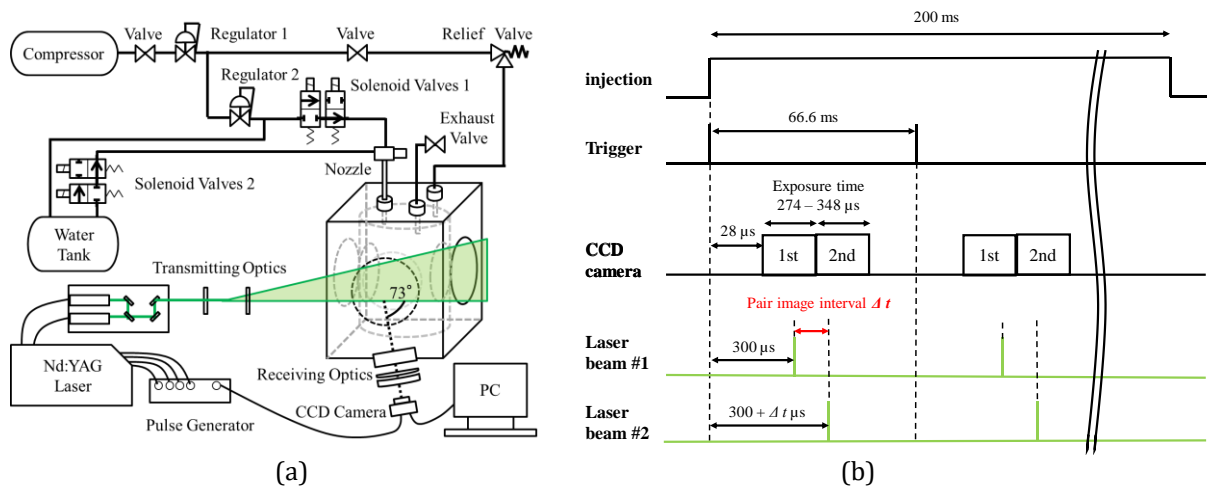 Compressor
Valve
Regulator 1
Valve
Relief Valve
Regulator 2
Solenoid Valves 1
Exhaust
Valve
Nozzle
Solenoid Valves 2
Water
Tank
Transmitting Optics
73°
Nd:YAG
Laser
Receiving Optics
CCD Camera
PC
Pulse Generator
(a)
200 ms
injection
66.6 ms
Trigger
Exposure time
274 – 348 μs
28 μs
CCD
camera
1st
2nd
1st
2nd
Pair image interval Δ t
Laser
beam #1
300 μs
Laser
beam #2
300 + Δ t μs
(b)